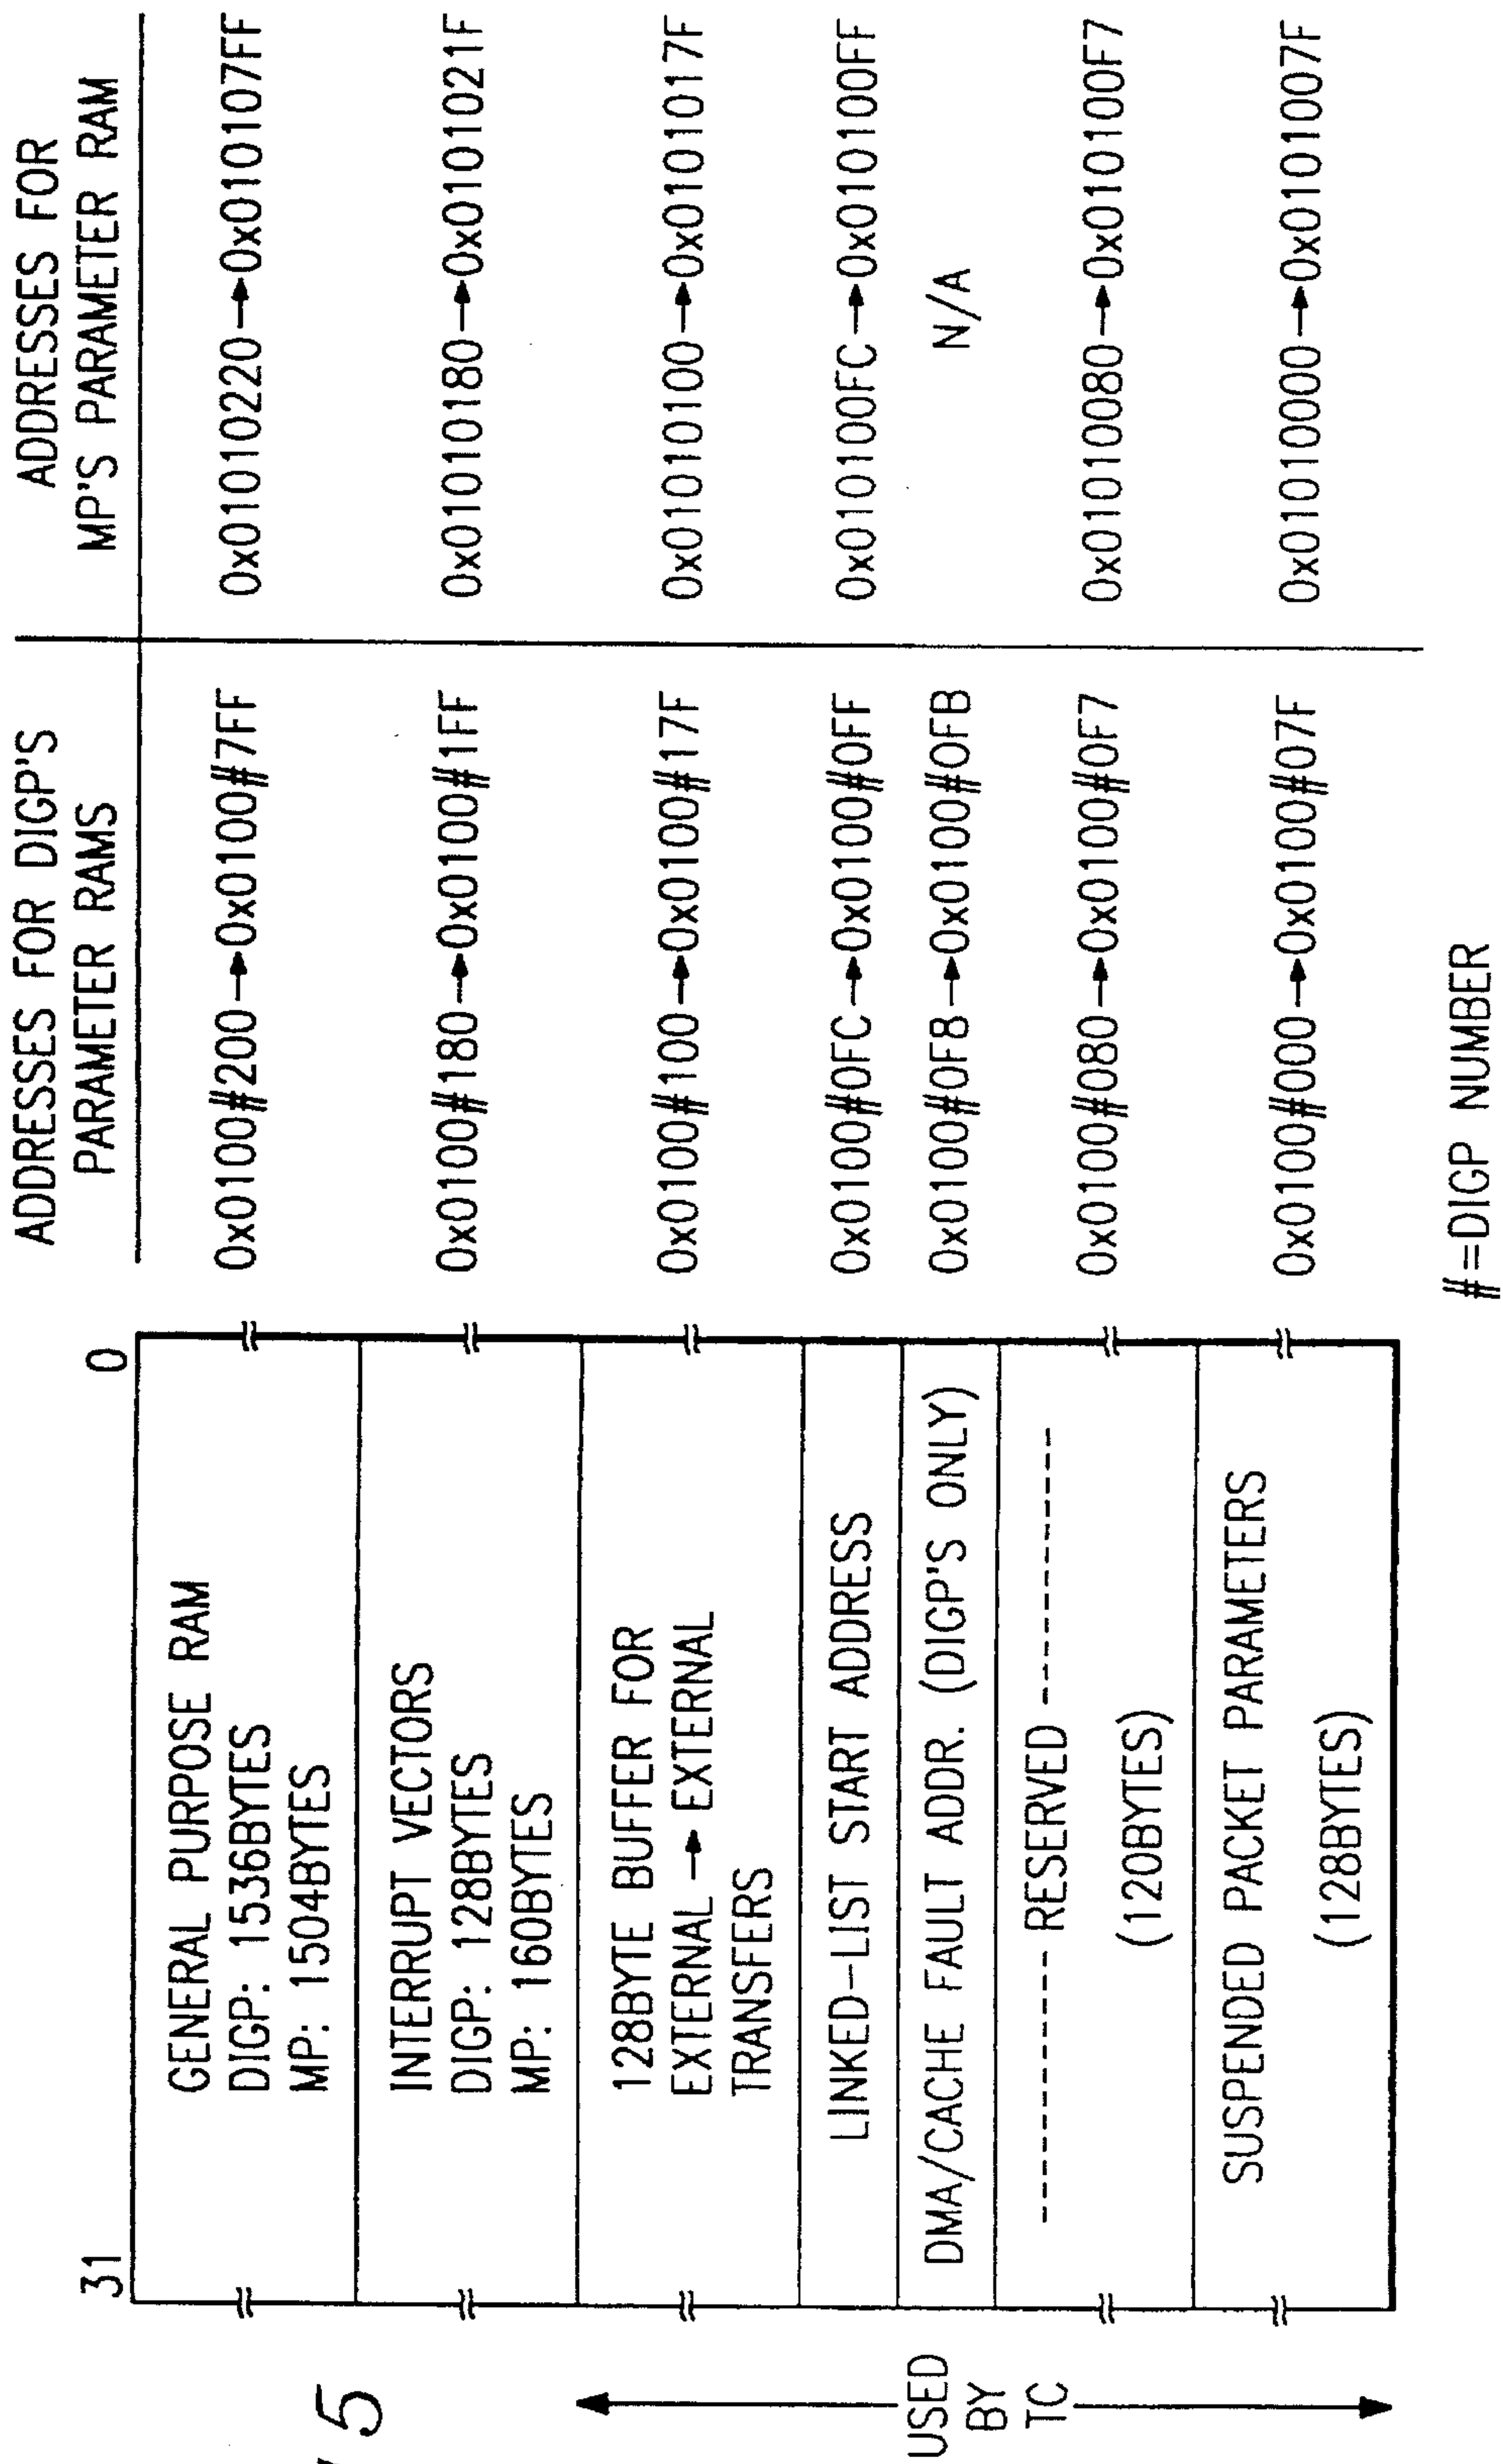 ADDRESSES FOR DIGP'S
PARAMETER RAMS
ADDRESSES FOR
MP'S PARAMETER RAM
31
0
GENERAL PURPOSE RAM
DIGP: 1536BYTES
MP: 1504BYTES
0x0100#200→0x0100#7FF
0x01010220→0x010107FF
INTERRUPT VECTORS
DIGP: 128BYTES
MP: 160BYTES
0x0100#180→0x0100#1FF
0x01010180→0x0101021F
128BYTE BUFFER FOR
EXTERNAL → EXTERNAL
TRANSFERS
0x0100#100→0x0100#17F
0x01010100→0x0101017F
LINKED-LIST START ADDRESS
0x0100#0FC→0x0100#0FF
0x010100FC→0x010100FF
DMA/CACHE FAULT ADDR. (DIGP'S ONLY)
0x0100#0F8→0x0100#0FB
N/A
RESERVED
(120BYTES)
0x0100#080→0x0100#0F7
0x01010080→0x010100F7
SUSPENDED PACKET PARAMETERS
(128BYTES)
0x0100#000→0x0100#07F
0x01010000→0x0101007F
USED
BY
TC
#=DIGP NUMBER
5